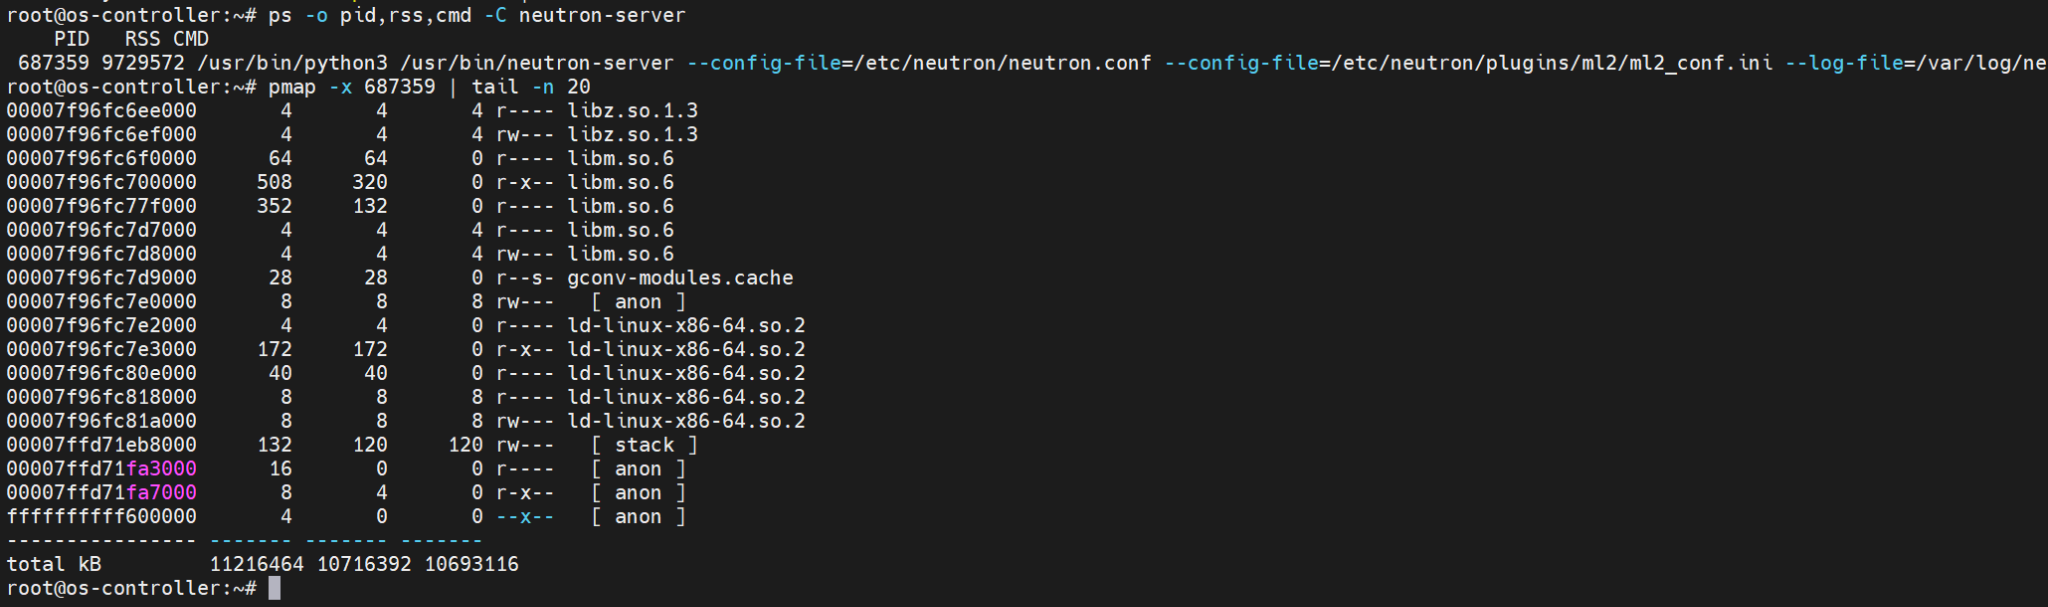 root@os-controller:~# ps -o pid,rss,cmd -C neutron-server
    PID   RSS CMD
 687359 9729572 /usr/bin/python3 /usr/bin/neutron-server --config-file=/etc/neutron/neutron.conf --config-file=/etc/neutron/plugins/ml2/ml2_conf.ini --log-file=/var/log/ne
root@os-controller:~# pmap -x 687359 | tail -n 20
00007f96fc6ee000       4       4       4 r---- libz.so.1.3
00007f96fc6ef000       4       4       4 rw--- libz.so.1.3
00007f96fc6f0000      64      64       0 r---- libm.so.6
00007f96fc700000     508     320       0 r-x-- libm.so.6
00007f96fc77f000     352     132       0 r---- libm.so.6
00007f96fc7d7000       4       4       4 r---- libm.so.6
00007f96fc7d8000       4       4       4 rw--- libm.so.6
00007f96fc7d9000      28      28       0 r--s- gconv-modules.cache
00007f96fc7e0000       8       8       8 rw---   [ anon ]
00007f96fc7e2000       4       4       0 r---- ld-linux-x86-64.so.2
00007f96fc7e3000     172     172       0 r-x-- ld-linux-x86-64.so.2
00007f96fc80e000      40      40       0 r---- ld-linux-x86-64.so.2
00007f96fc818000       8       8       8 r---- ld-linux-x86-64.so.2
00007f96fc81a000       8       8       8 rw--- ld-linux-x86-64.so.2
00007ffd71eb8000     132     120     120 rw---   [ stack ]
00007ffd71fa3000      16       0       0 r----   [ anon ]
00007ffd71fa7000       8       4       0 r-x--   [ anon ]
ffffffffff600000       4       0       0 --x--   [ anon ]
---------------- ------- ------- -------
total kB         11216464 10716392 10693116
root@os-controller:~#